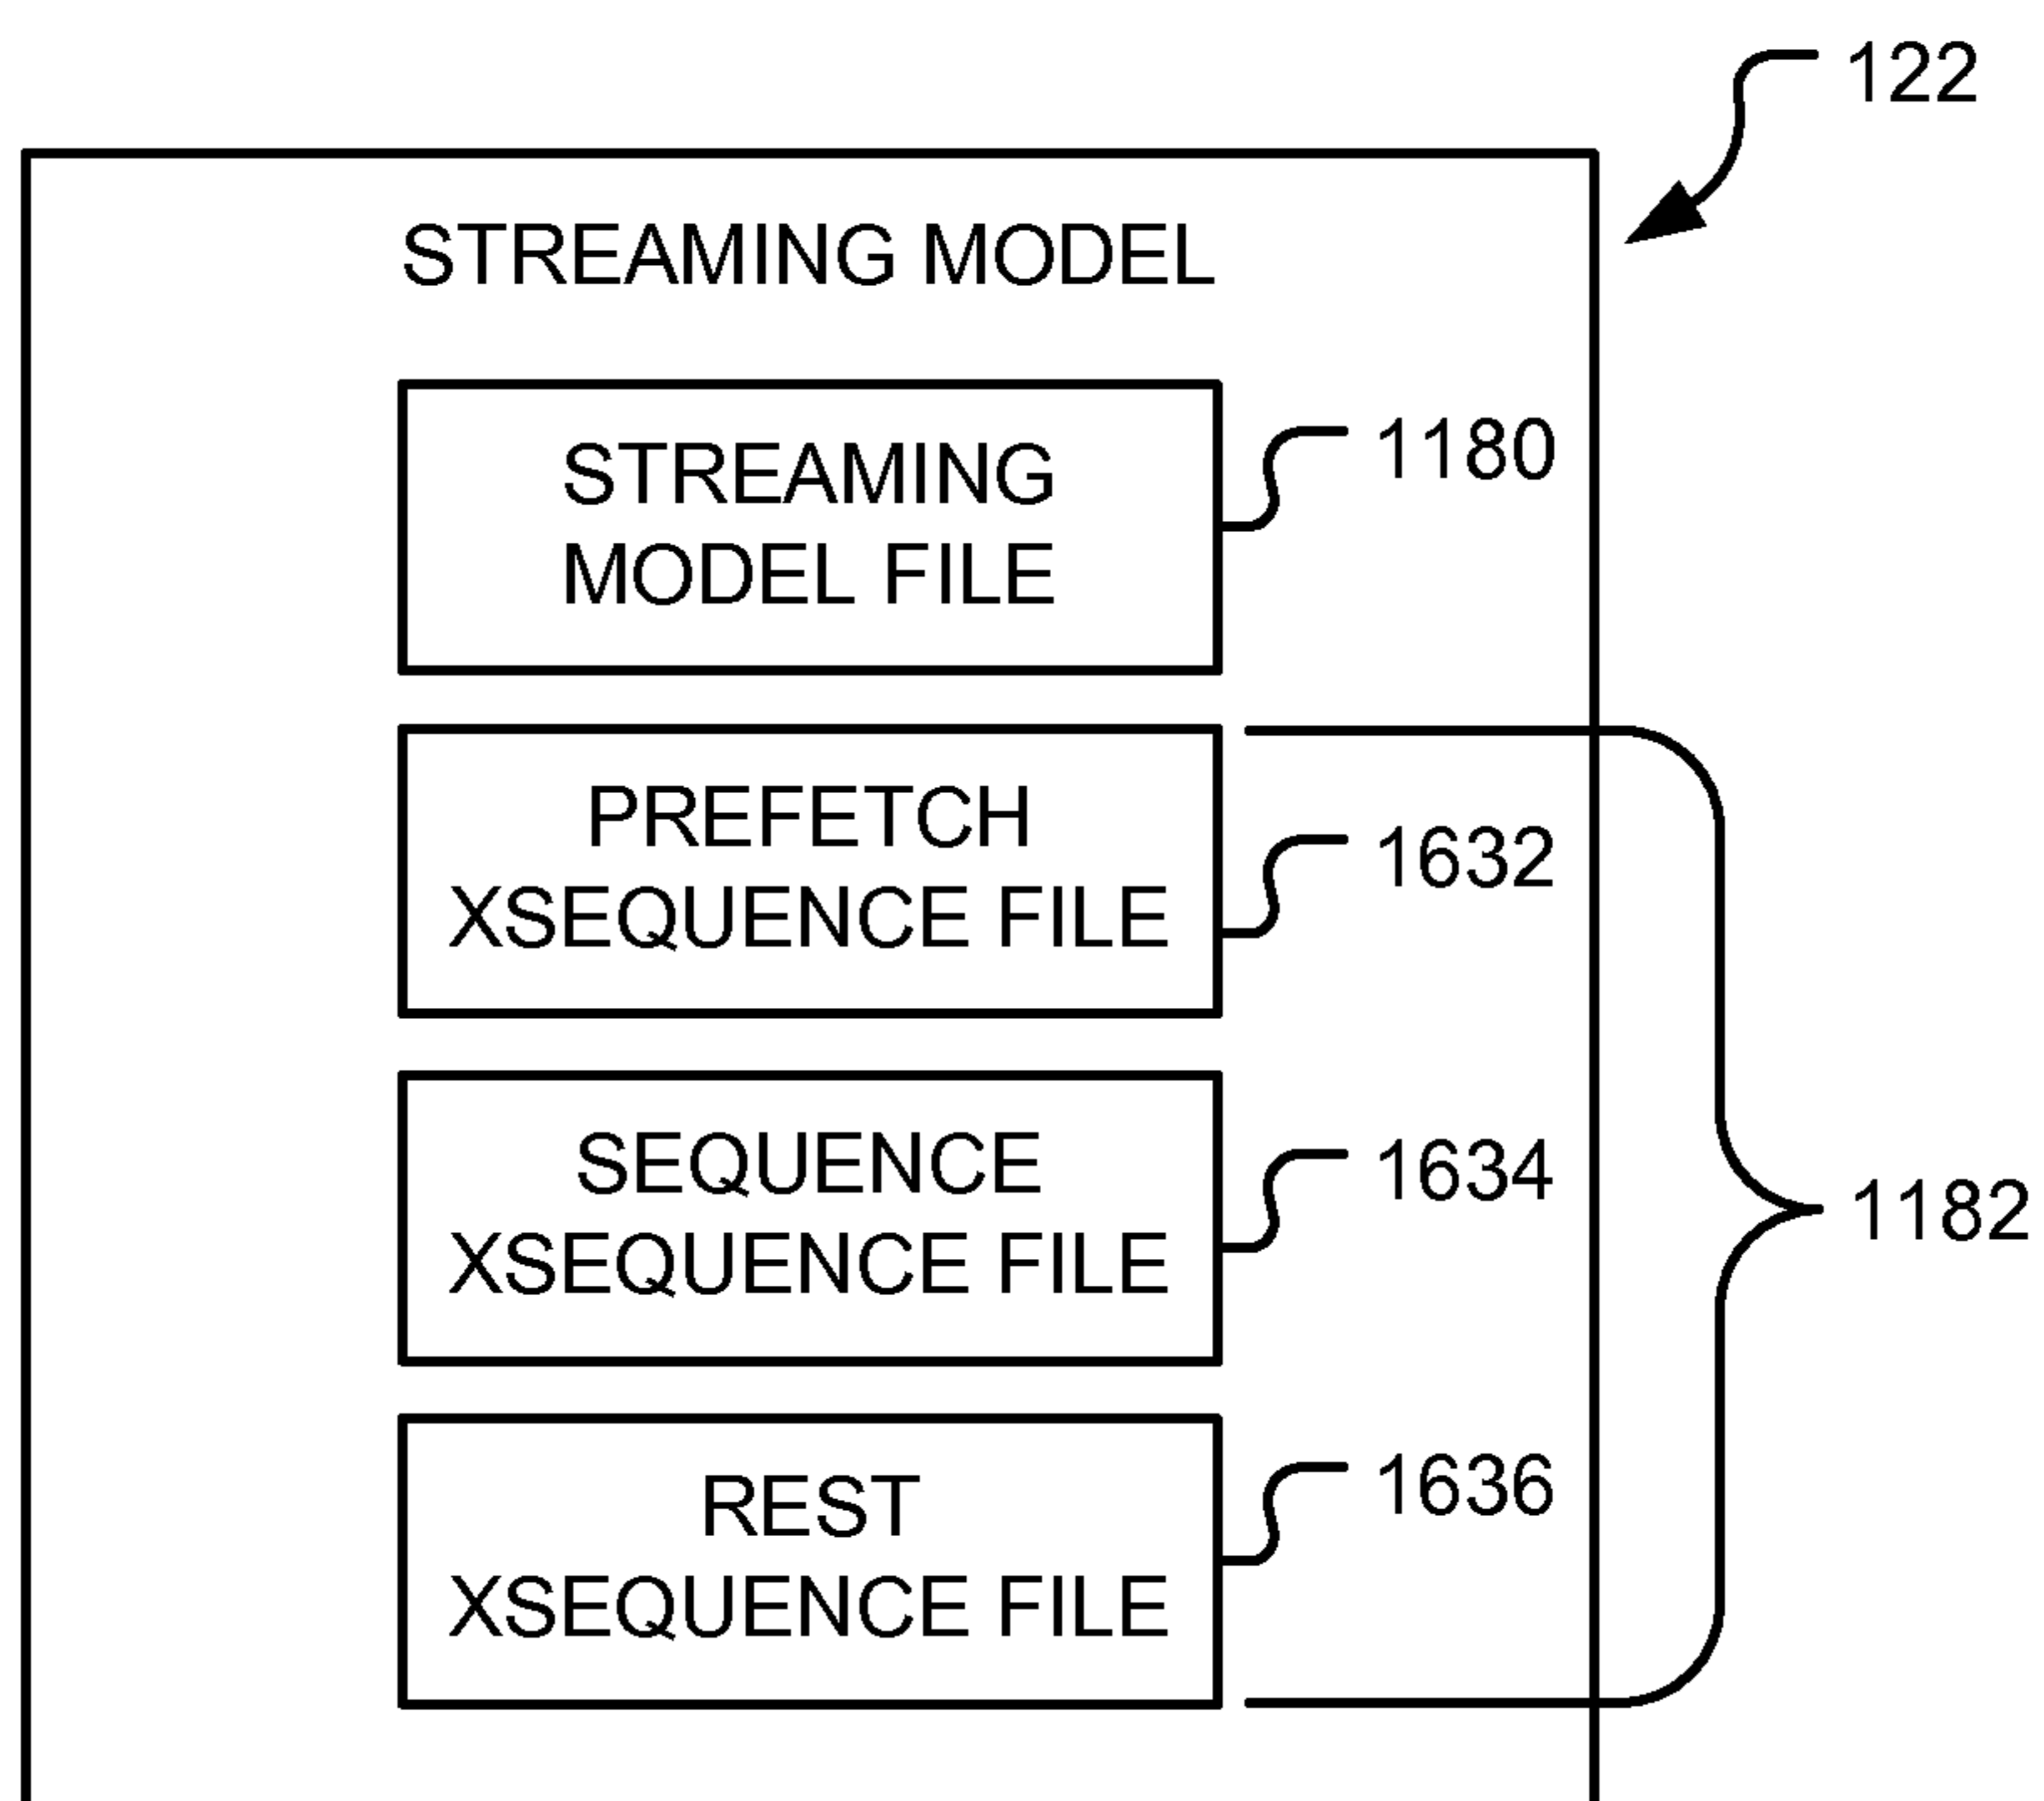 122
STREAMING MODEL
STREAMING
MODEL FILE
1180
PREFETCH
XSEQUENCE FILE
1632
SEQUENCE
XSEQUENCE FILE
1634
1182
REST
XSEQUENCE FILE
1636